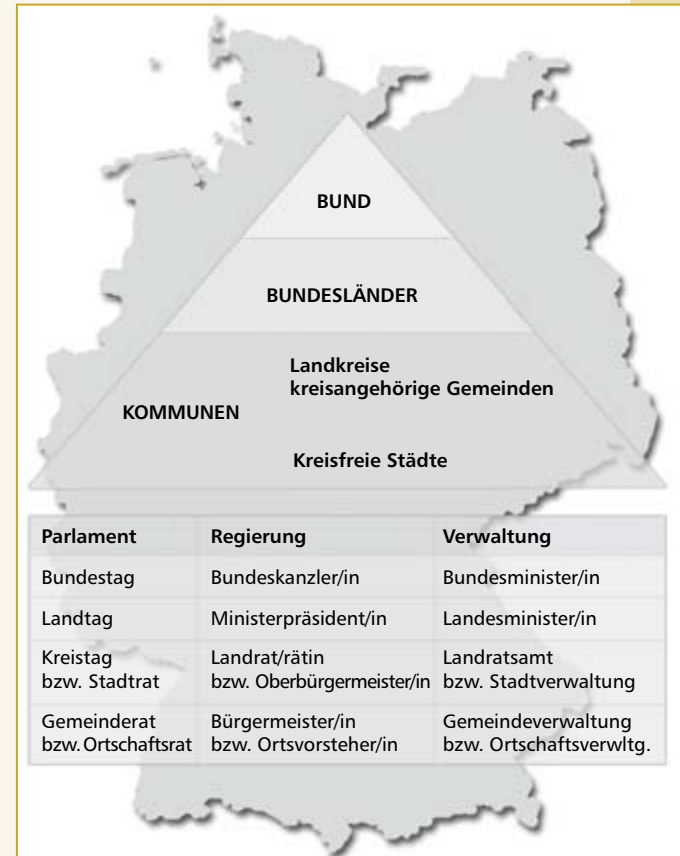 BUND
BUNDESLÄNDER
Landkreise
kreisangehörige Gemeinden
KOMMUNEN
Kreisfreie Städte
Parlament Regierung Verwaltung
Bundestag Bundeskanzler/in Bundesminister/in
Landtag Ministerpräsident/in Landesminister/in
Kreistag Landrat/rätin Landratsamt
bzw. Stadtrat bzw. Oberbürgermeister/in bzw. Stadtverwaltung
Gemeinderat Bürgermeister/in Gemeindeverwaltung
bzw. Ortschaftsrat bzw. Ortsvorsteher/in bzw. Ortschaftsverwltg.